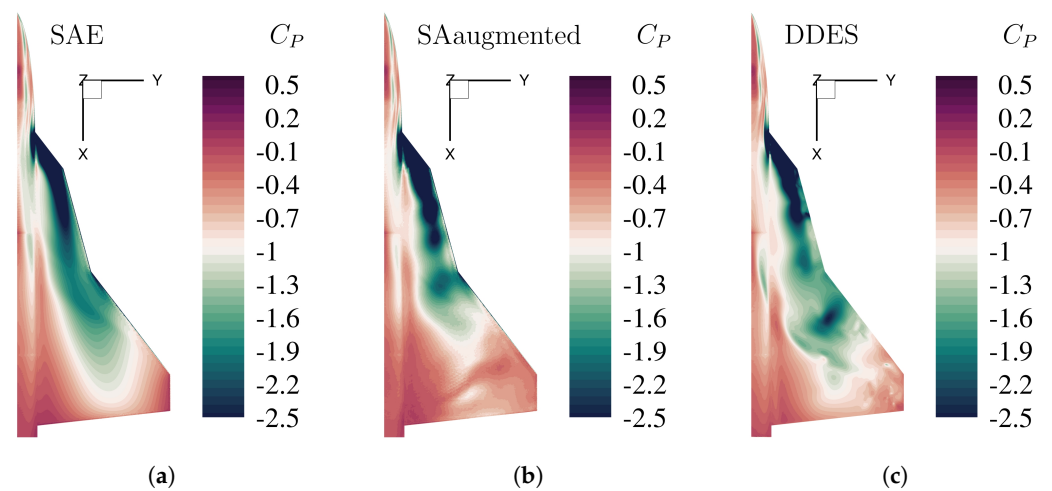 SAE
C_P
Z
Y
X
0.5
0.2
-0.1
-0.4
-0.7
-1
-1.3
-1.6
-1.9
-2.2
-2.5
(a)
SAaugmented
C_P
Z
Y
X
0.5
0.2
-0.1
-0.4
-0.7
-1
-1.3
-1.6
-1.9
-2.2
-2.5
(b)
DDES
C_P
Z
Y
X
0.5
0.2
-0.1
-0.4
-0.7
-1
-1.3
-1.6
-1.9
-2.2
-2.5
(c)